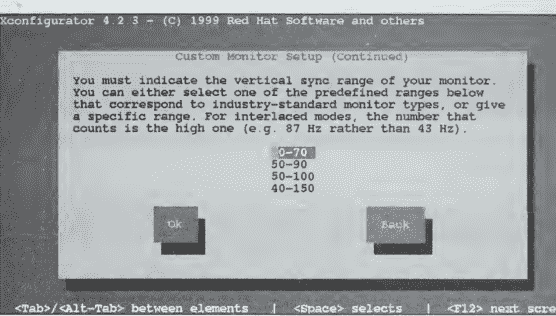 Xconfigurator 4.2 3 - (C) 1999 Red Hat Software and others
Custom Monitor Setup (Continued)
You must indicate the vertical sync range of your monitor.
You can either select one of the predefined ranges below
that correspond to industry-standard monitor types, or give
a specific range. For interlaced modes, the number that
counts is the high one (e.g. 87 Hz rather than 43 Hz).
0-70
50-90
50-100
40-150
Ok
Back
<Tab>/<Alt-Tab> between elements | <Space> selects | <F12> next scre